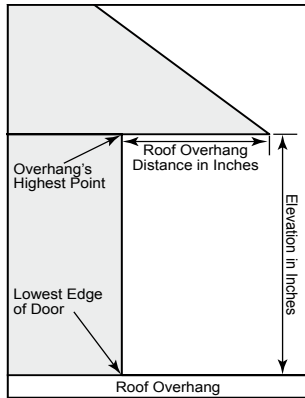 Roof Overhang
Distance in Inches
Overhang’s
Highest Point
Elevation in Inches
Lowest Edge
of Door
Roof Overhang